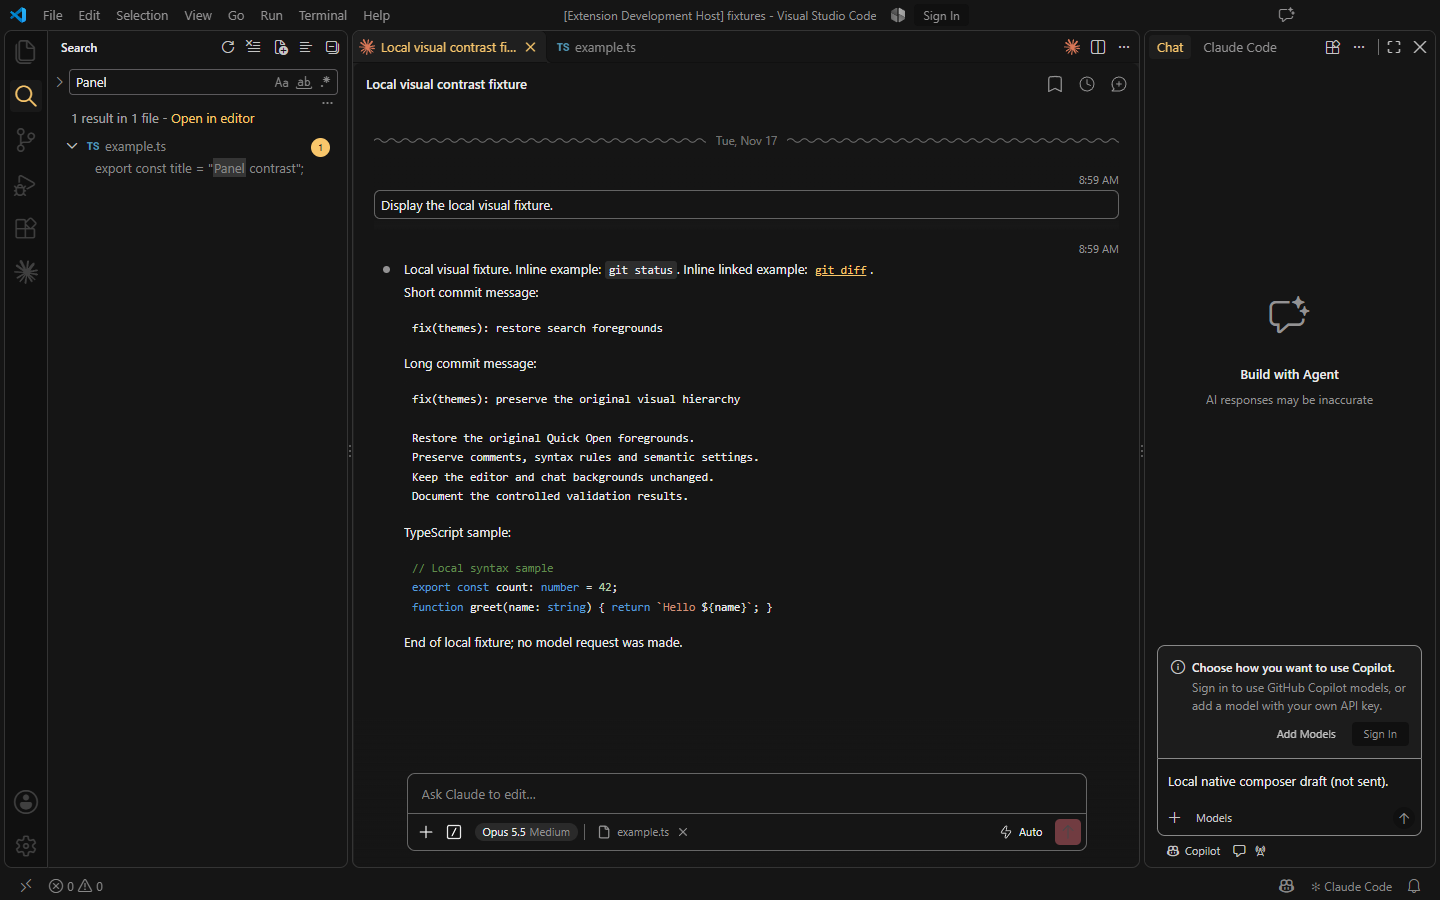 File Edit Selection View Go Run Terminal Help
[Extension Development Host] fixtures - Visual Studio Code
Sign In
Search
Panel
Aa ab .*
1 result in 1 file - Open in editor
TS example.ts
1
export const title = "Panel contrast";
Local visual contrast fi...
TS example.ts
Local visual contrast fixture
Tue, Nov 17
8:59 AM
Display the local visual fixture.
8:59 AM
Local visual fixture. Inline example: git status. Inline linked example: git diff.
Short commit message:
fix(themes): restore search foregrounds
Long commit message:
fix(themes): preserve the original visual hierarchy
Restore the original Quick Open foregrounds.
Preserve comments, syntax rules and semantic settings.
Keep the editor and chat backgrounds unchanged.
Document the controlled validation results.
TypeScript sample:
// Local syntax sample
export const count: number = 42;
function greet(name: string) { return `Hello ${name}`; }
End of local fixture; no model request was made.
Ask Claude to edit...
Opus 5.5 Medium
example.ts
Auto
Chat Claude Code
Build with Agent
AI responses may be inaccurate
Choose how you want to use Copilot.
Sign in to use GitHub Copilot models, or
add a model with your own API key.
Add Models Sign In
Local native composer draft (not sent).
Models
Copilot
0 0
Claude Code